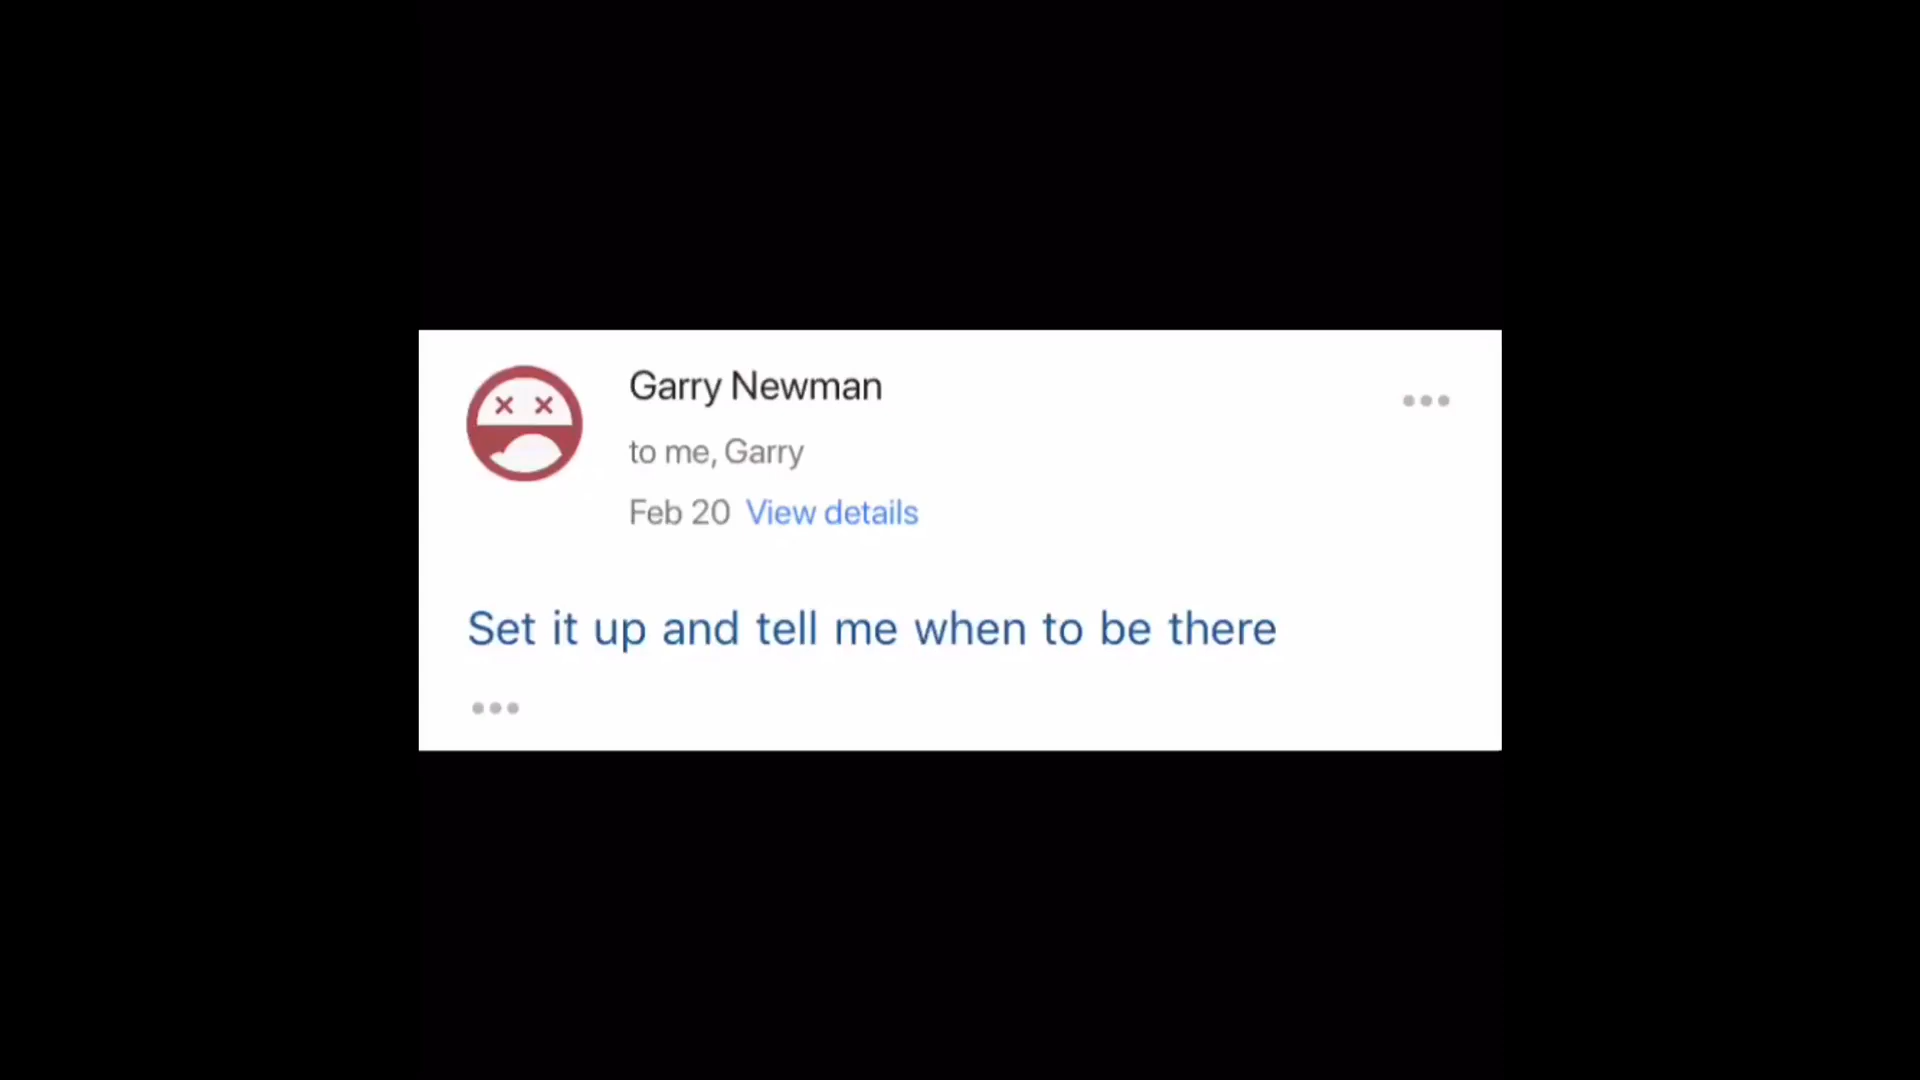 Garry Newman
to me, Garry
Feb 20 View details
Set it up and tell me when to be there